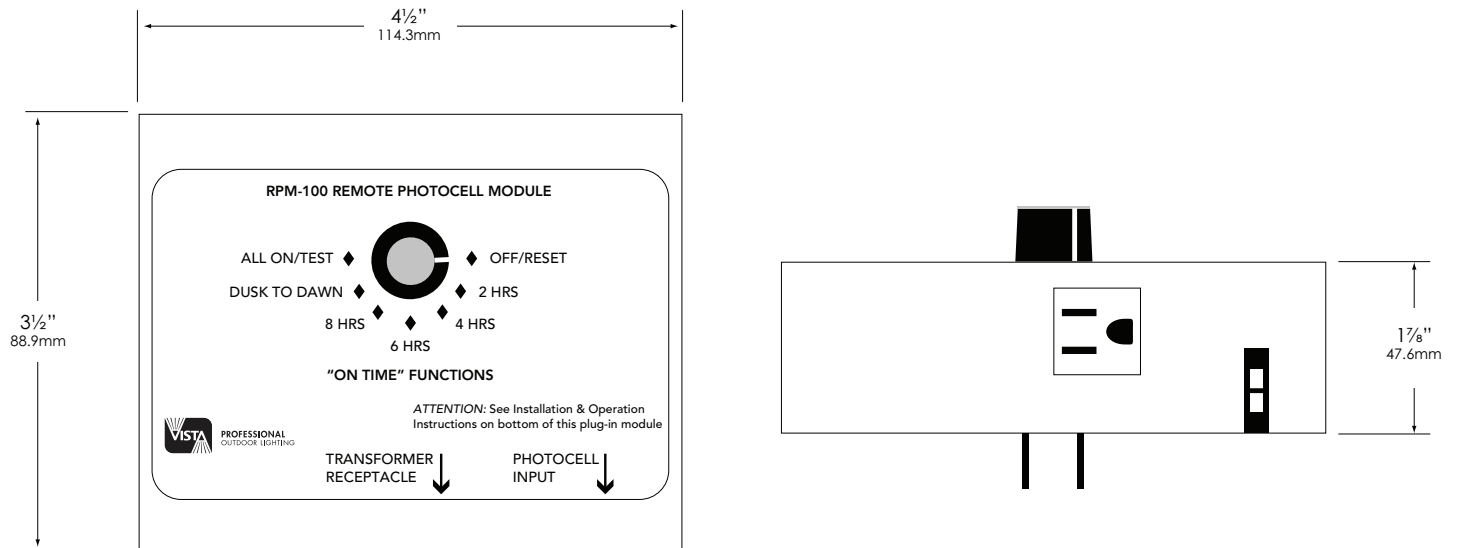 4½”
114.3mm
3½”
88.9mm
RPM-100 REMOTE PHOTOCELL MODULE
ALL ON/TEST
OFF/RESET
DUSK TO DAWN
2 HRS
8 HRS
4 HRS
6 HRS
“ON TIME” FUNCTIONS
ATTENTION: See Installation & Operation
Instructions on bottom of this plug-in module
VISTA
PROFESSIONAL
OUTDOOR LIGHTING
TRANSFORMER
RECEPTACLE
PHOTOCELL
INPUT
1⅞”
47.6mm